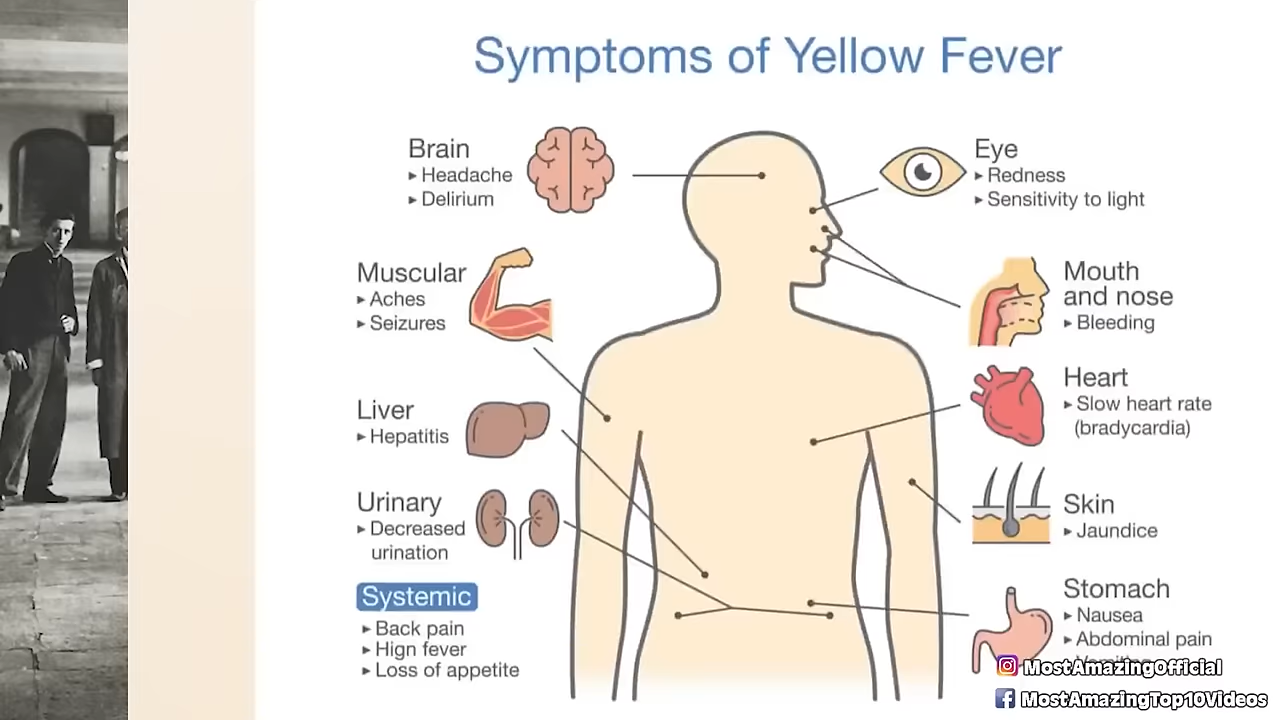 Symptoms of Yellow Fever
Brain
▸ Headache
▸ Delirium
Muscular
▸ Aches
▸ Seizures
Liver
▸ Hepatitis
Urinary
▸ Decreased
urination
Systemic
▸ Back pain
▸ Hign fever
▸ Loss of appetite
Eye
▸ Redness
▸ Sensitivity to light
Mouth
and nose
▸ Bleeding
Heart
▸ Slow heart rate
(bradycardia)
Skin
▸ Jaundice
Stomach
▸ Nausea
▸ Abdominal pain
MostAmazingOfficial
MostAmazingTop10Videos